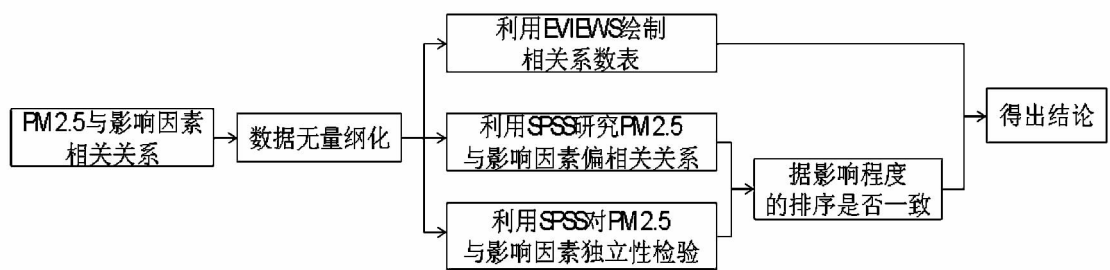 PM2.5与影响因素
相关关系
数据无量纲化
利用EVIEWS绘制
相关系数表
利用SPSS研究PM2.5
与影响因素偏相关关系
利用SPSS对PM2.5
与影响因素独立性检验
据影响程度
的排序是否一致
得出结论